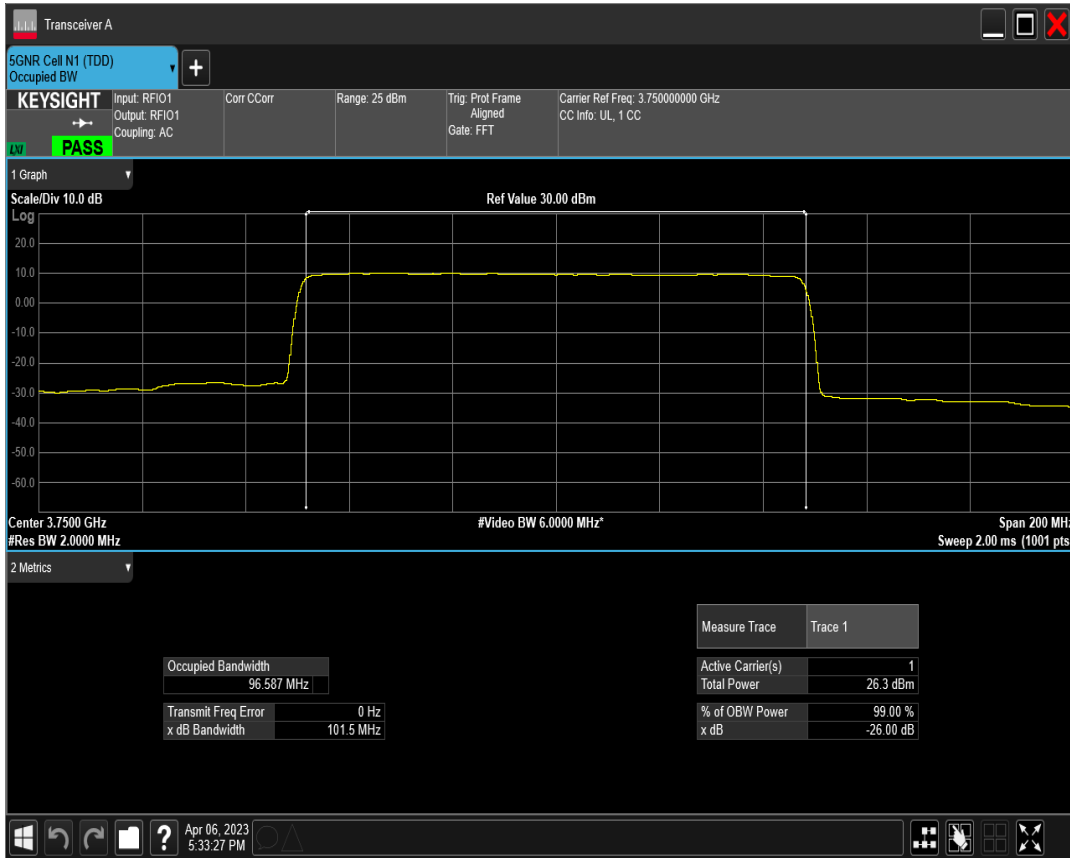 Transceiver A
5GNR Cell N1 (TDD)
Occupied BW
+
KEYSIGHT
LXI
PASS
Input: RFIO1
Output: RFIO1
Coupling: AC
Corr CCorr
Range: 25 dBm
Trig: Prot Frame
Aligned
Gate: FFT
Carrier Ref Freq: 3.750000000 GHz
CC Info: UL, 1 CC
1 Graph
Scale/Div 10.0 dB
Ref Value 30.00 dBm
Log
20.0
10.0
0.00
-10.0
-20.0
-30.0
-40.0
-50.0
-60.0
Center 3.7500 GHz
#Video BW 6.0000 MHz*
Span 200 MHz
#Res BW 2.0000 MHz
Sweep 2.00 ms (1001 pts
2 Metrics
Measure Trace Trace 1
Occupied Bandwidth
96.587 MHz
Active Carrier(s) 1
Total Power 26.3 dBm
Transmit Freq Error 0 Hz
x dB Bandwidth 101.5 MHz
% of OBW Power 99.00 %
x dB -26.00 dB
?
Apr 06, 2023
5:33:27 PM